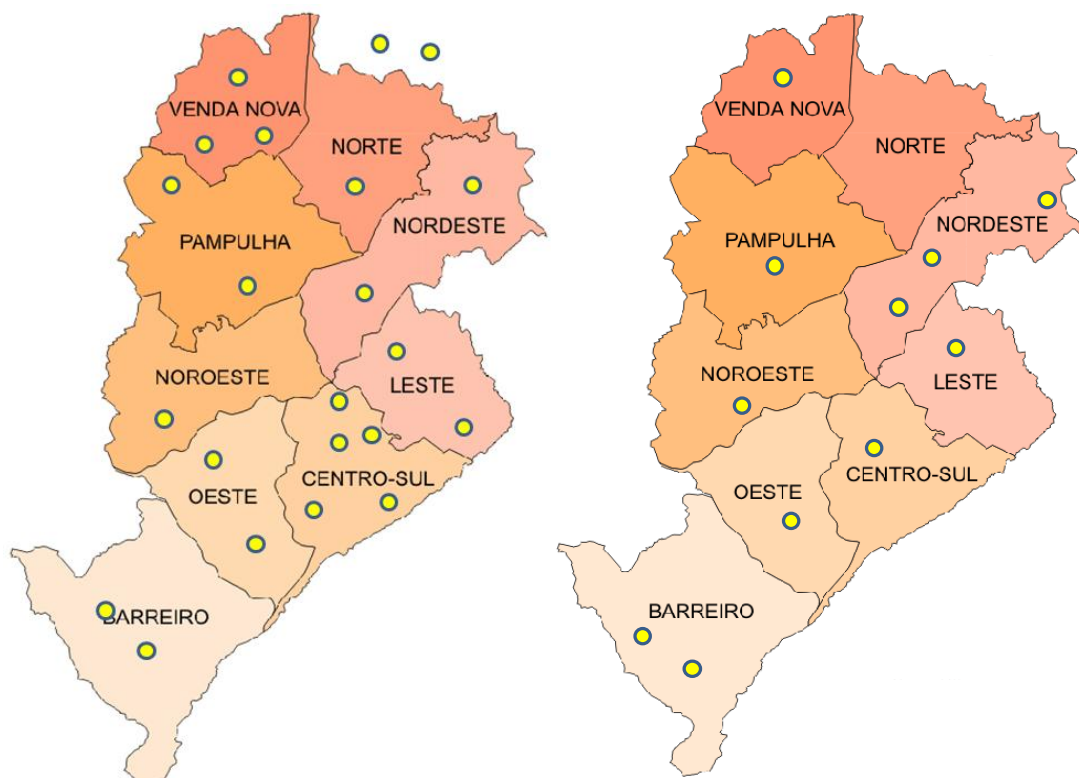 VENDA NOVA
NORTE
NORDESTE
PAMPULHA
NOROESTE
LESTE
CENTRO-SUL
OESTE
BARREIRO
VENDA NOVA
NORTE
NORDESTE
PAMPULHA
NOROESTE
LESTE
CENTRO-SUL
OESTE
BARREIRO